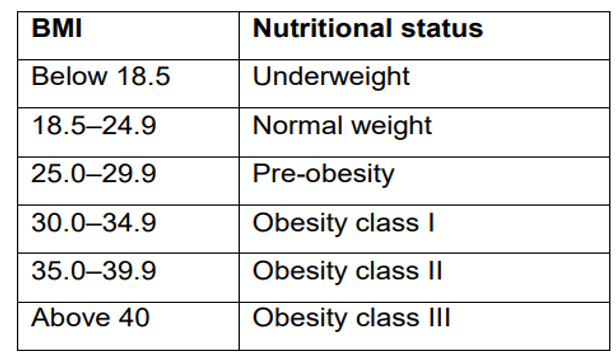 BMI Nutritional status
Below 18.5 Underweight
18.5–24.9 Normal weight
25.0–29.9 Pre-obesity
30.0–34.9 Obesity class I
35.0–39.9 Obesity class II
Above 40 Obesity class III